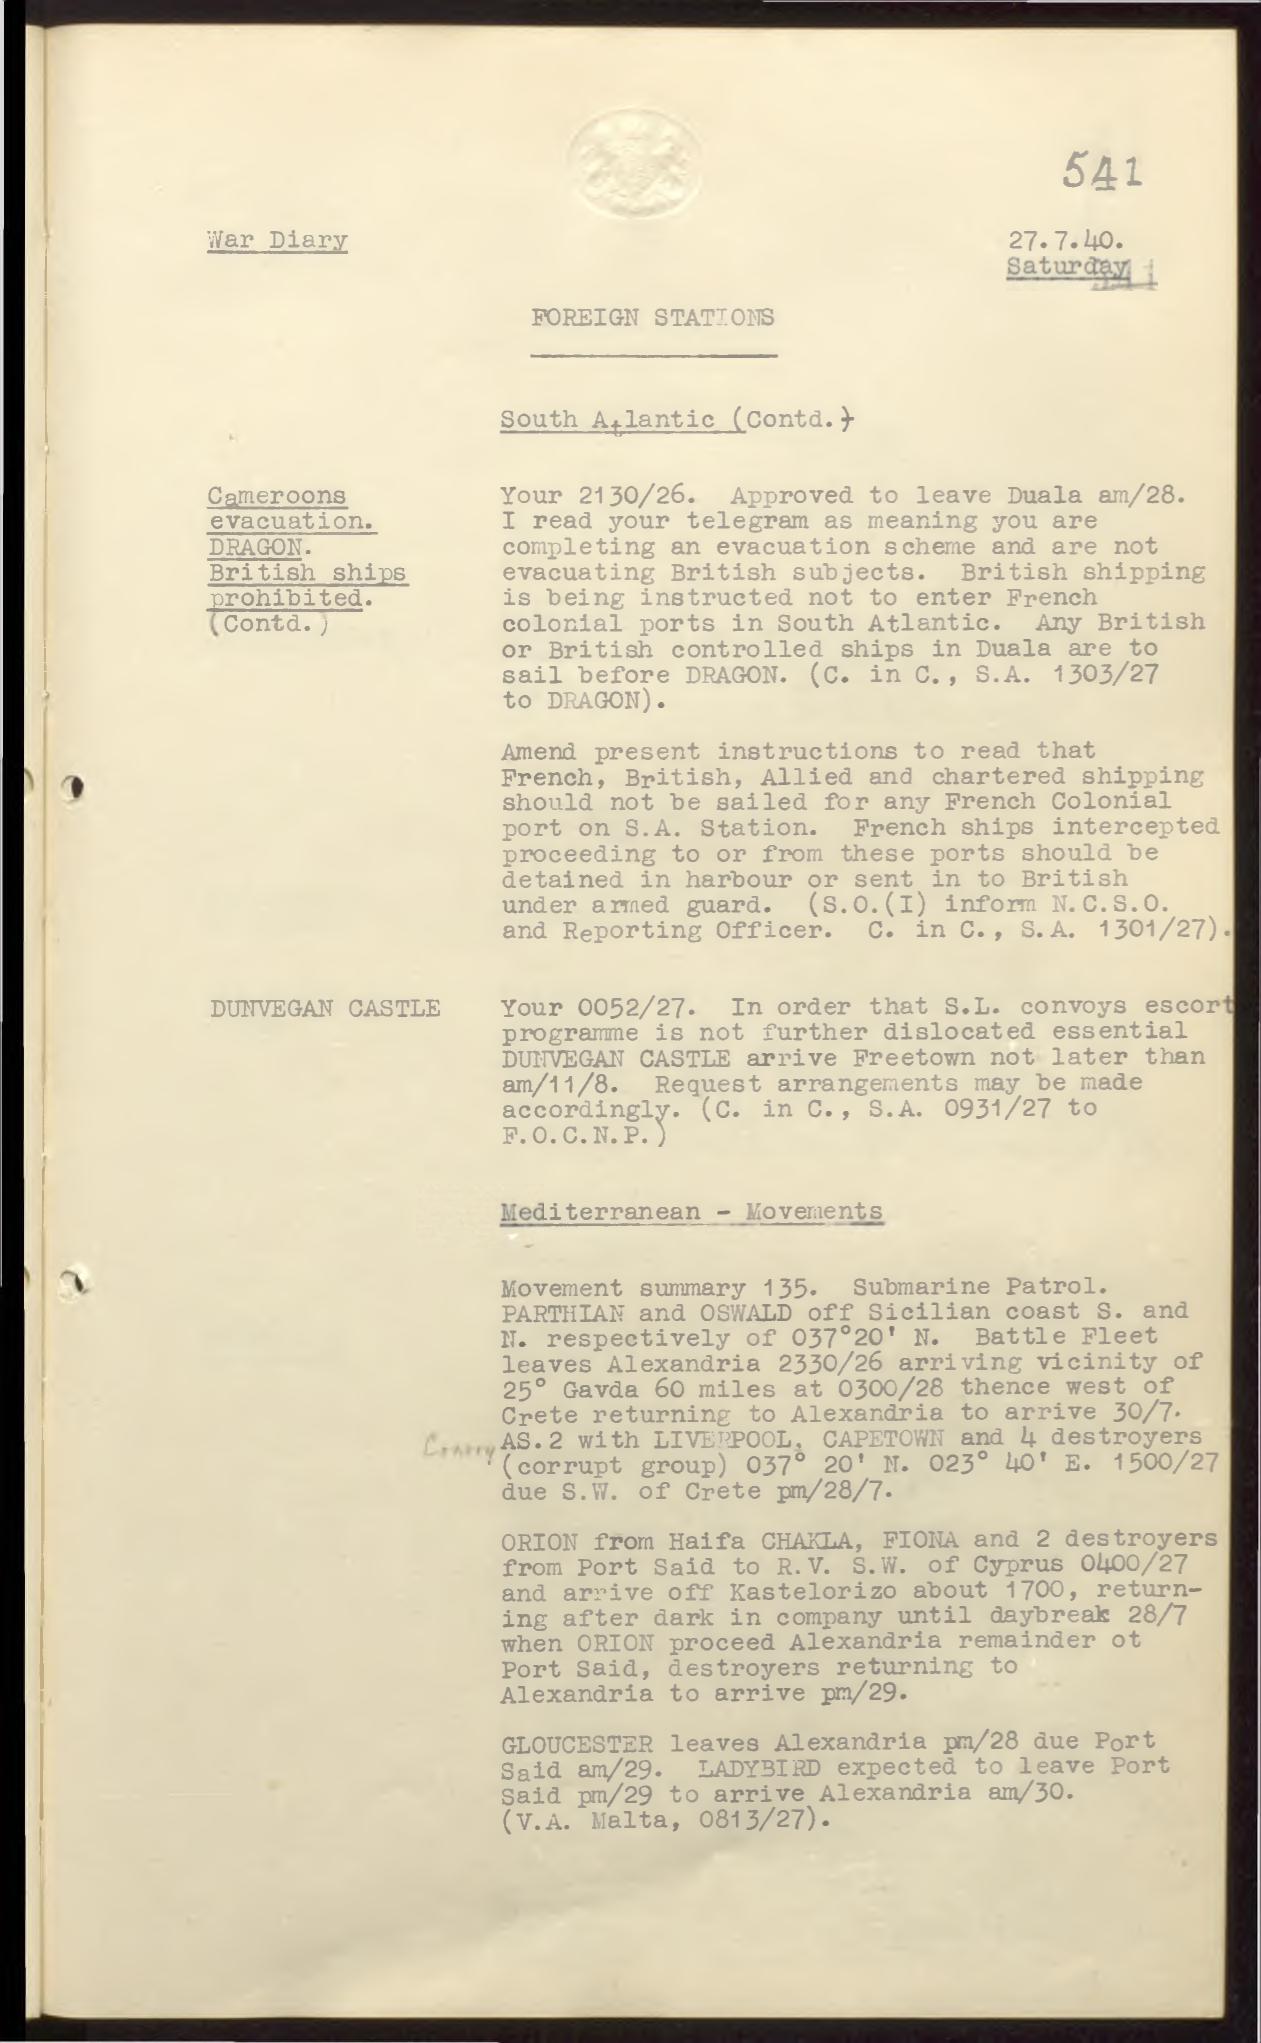 541
War Diary
27.7.40.
Saturday
FOREIGN STATIONS
South Atlantic (Contd.)
Cameroons
evacuation.
DRAGON.
British ships
prohibited.
(Contd.)
Your 2130/26. Approved to leave Duala am/28.
I read your telegram as meaning you are
completing an evacuation scheme and are not
evacuating British subjects. British shipping
is being instructed not to enter French
colonial ports in South Atlantic. Any British
or British controlled ships in Duala are to
sail before DRAGON. (C. in C., S.A. 1303/27
to DRAGON).
Amend present instructions to read that
French, British, Allied and chartered shipping
should not be sailed for any French Colonial
port on S.A. Station. French ships intercepted
proceeding to or from these ports should be
detained in harbour or sent in to British
under armed guard. (S.O.(I) inform N.C.S.O.
and Reporting Officer. C. in C., S.A. 1301/27).
DUNVEGAN CASTLE
Your 0052/27. In order that S.L. convoys escort
programme is not further dislocated essential
DUNVEGAN CASTLE arrive Freetown not later than
am/11/8. Request arrangements may be made
accordingly. (C. in C., S.A. 0931/27 to
F.O.C.N.P.)
Mediterranean - Movements
Movement summary 135. Submarine Patrol.
PARTHIAN and OSWALD off Sicilian coast S. and
N. respectively of 037°20' N. Battle Fleet
leaves Alexandria 2330/26 arriving vicinity of
25° Gavda 60 miles at 0300/28 thence west of
Crete returning to Alexandria to arrive 30/7.
Convoy AS.2 with LIVERPOOL, CAPETOWN and 4 destroyers
(corrupt group) 037° 20' N. 023° 40' E. 1500/27
due S.W. of Crete pm/28/7.
ORION from Haifa CHAKLA, FIONA and 2 destroyers
from Port Said to R.V. S.W. of Cyprus 0400/27
and arrive off Kastelorizo about 1700, return-
ing after dark in company until daybreak 28/7
when ORION proceed Alexandria remainder ot
Port Said, destroyers returning to
Alexandria to arrive pm/29.
GLOUCESTER leaves Alexandria pm/28 due Port
Said am/29. LADYBIRD expected to leave Port
Said pm/29 to arrive Alexandria am/30.
(V.A. Malta, 0813/27).